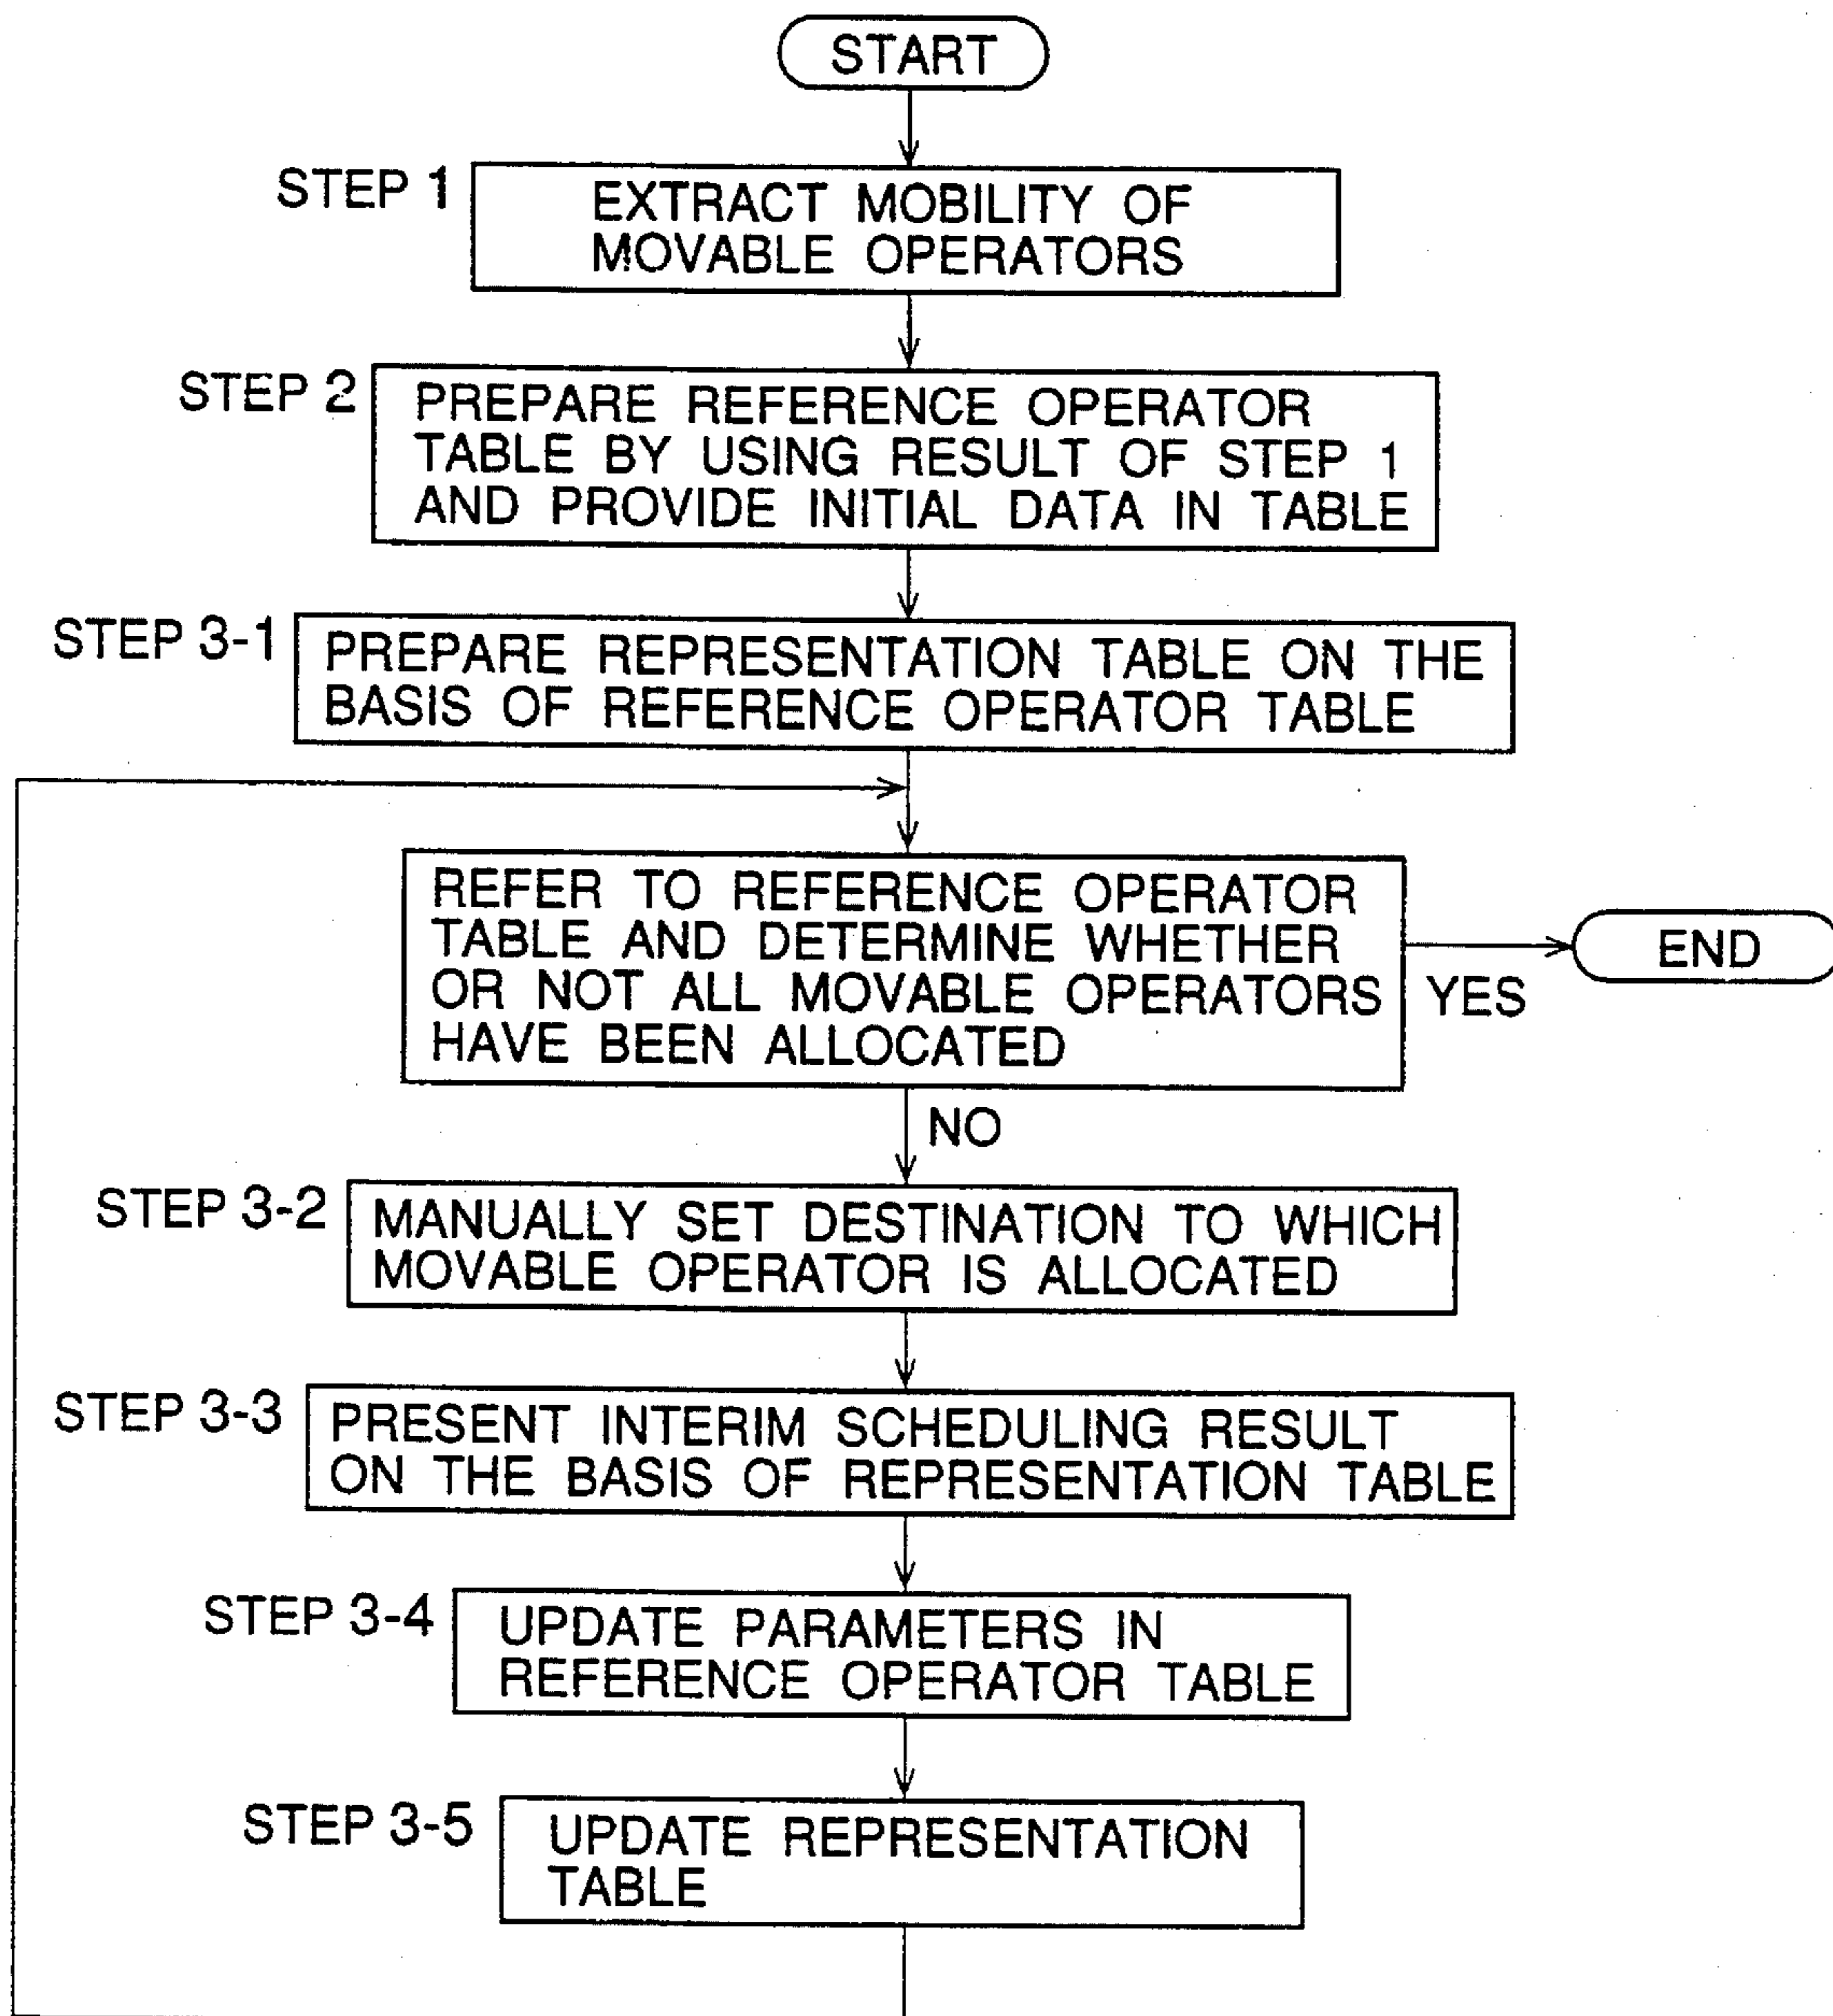 START
STEP 1
EXTRACT MOBILITY OF
MOVABLE OPERATORS
STEP 2
PREPARE REFERENCE OPERATOR
TABLE BY USING RESULT OF STEP 1
AND PROVIDE INITIAL DATA IN TABLE
STEP 3-1
PREPARE REPRESENTATION TABLE ON THE
BASIS OF REFERENCE OPERATOR TABLE
REFER TO REFERENCE OPERATOR
TABLE AND DETERMINE WHETHER
OR NOT ALL MOVABLE OPERATORS
HAVE BEEN ALLOCATED
YES
END
NO
STEP 3-2
MANUALLY SET DESTINATION TO WHICH
MOVABLE OPERATOR IS ALLOCATED
STEP 3-3
PRESENT INTERIM SCHEDULING RESULT
ON THE BASIS OF REPRESENTATION TABLE
STEP 3-4
UPDATE PARAMETERS IN
REFERENCE OPERATOR TABLE
STEP 3-5
UPDATE REPRESENTATION
TABLE